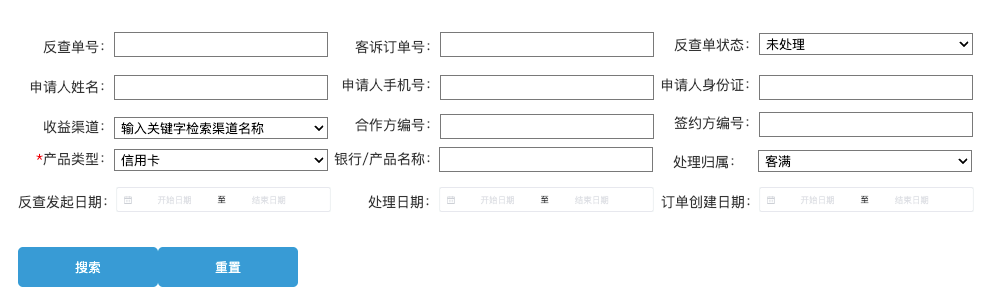 反查单号： 客诉订单号： 反查单状态： 未处理
申请人姓名： 申请人手机号： 申请人身份证：
收益渠道： 输入关键字检索渠道名称 合作方编号： 签约方编号：
*产品类型： 信用卡 银行/产品名称： 处理归属： 客满
反查发起日期： 开始日期 至 结束日期 处理日期： 开始日期 至 结束日期 订单创建日期： 开始日期 至 结束日期
搜索 重置